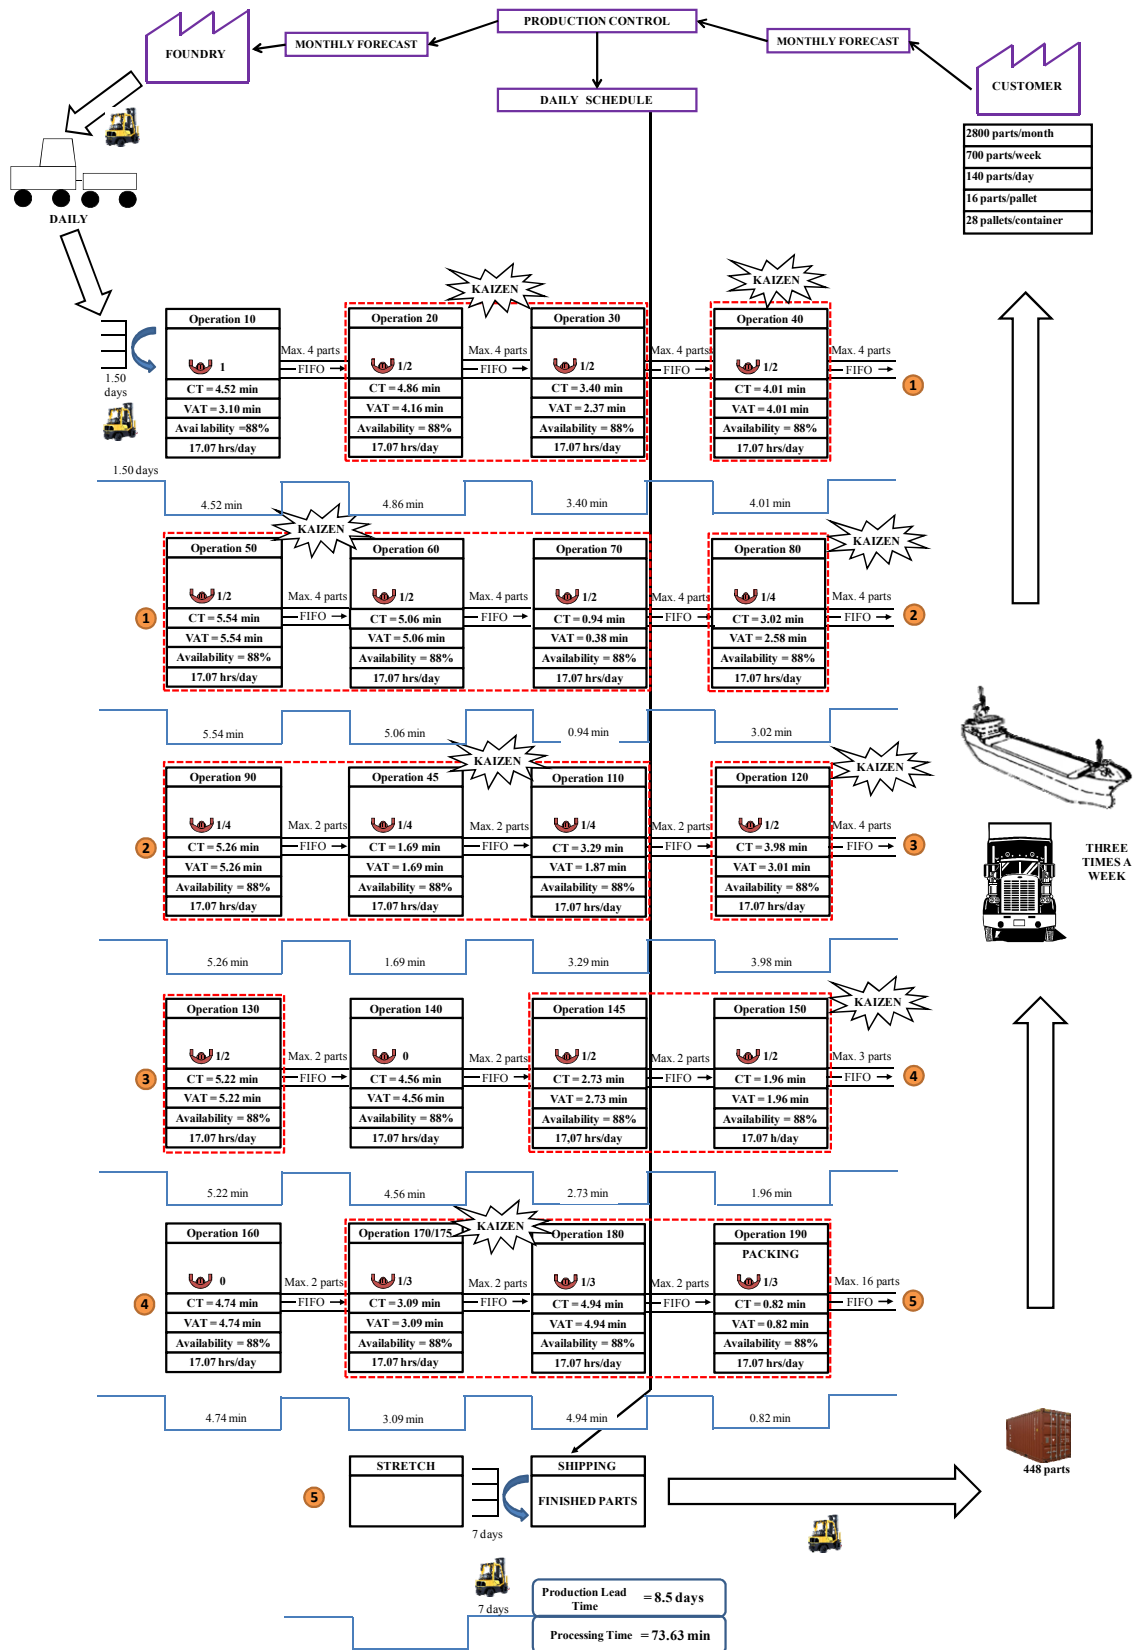 PRODUCTION CONTROL
FOUNDRY
MONTHLY FORECAST
MONTHLY FORECAST
DAILY SCHEDULE
CUSTOMER
2800 parts/month
700 parts/week
140 parts/day
16 parts/pallet
28 pallets/container
DAILY
1.50
days
1.50 days
KAIZEN
KAIZEN
Operation 10
1
CT = 4.52 min
VAT = 3.10 min
Availability =88%
17.07 hrs/day
Max. 4 parts
FIFO
Operation 20
1/2
CT = 4.86 min
VAT = 4.16 min
Availability = 88%
17.07 hrs/day
Max. 4 parts
FIFO
Operation 30
1/2
CT = 3.40 min
VAT = 2.37 min
Availability = 88%
17.07 hrs/day
Max. 4 parts
FIFO
Operation 40
1/2
CT = 4.01 min
VAT = 4.01 min
Availability = 88%
17.07 hrs/day
Max. 4 parts
FIFO
1
4.52 min
4.86 min
3.40 min
4.01 min
KAIZEN
KAIZEN
1
Operation 50
1/2
CT = 5.54 min
VAT = 5.54 min
Availability = 88%
17.07 hrs/day
Max. 4 parts
FIFO
Operation 60
1/2
CT = 5.06 min
VAT = 5.06 min
Availability = 88%
17.07 hrs/day
Max. 4 parts
FIFO
Operation 70
1/2
CT = 0.94 min
VAT = 0.38 min
Availability = 88%
17.07 hrs/day
Max. 4 parts
FIFO
Operation 80
1/4
CT = 3.02 min
VAT = 2.58 min
Availability = 88%
17.07 hrs/day
Max. 4 parts
FIFO
2
5.54 min
5.06 min
0.94 min
3.02 min
KAIZEN
KAIZEN
2
Operation 90
1/4
CT = 5.26 min
VAT = 5.26 min
Availability = 88%
17.07 hrs/day
Max. 2 parts
FIFO
Operation 45
1/4
CT = 1.69 min
VAT = 1.69 min
Availability = 88%
17.07 hrs/day
Max. 2 parts
FIFO
Operation 110
1/4
CT = 3.29 min
VAT = 1.87 min
Availability = 88%
17.07 hrs/day
Max. 2 parts
FIFO
Operation 120
1/2
CT = 3.98 min
VAT = 3.01 min
Availability = 88%
17.07 hrs/day
Max. 4 parts
FIFO
3
THREE
TIMES A
WEEK
5.26 min
1.69 min
3.29 min
3.98 min
KAIZEN
3
Operation 130
1/2
CT = 5.22 min
VAT = 5.22 min
Availability = 88%
17.07 hrs/day
Max. 2 parts
FIFO
Operation 140
0
CT = 4.56 min
VAT = 4.56 min
Availability = 88%
17.07 hrs/day
Max. 2 parts
FIFO
Operation 145
1/2
CT = 2.73 min
VAT = 2.73 min
Availability = 88%
17,07 hrs/day
Max. 2 parts
FIFO
Operation 150
1/2
CT = 1.96 min
VAT = 1.96 min
Availability = 88%
17.07 h/day
Max. 3 parts
FIFO
4
5.22 min
4.56 min
2.73 min
1.96 min
KAIZEN
4
Operation 160
0
CT = 4.74 min
VAT = 4.74 min
Availability = 88%
17.07 hrs/day
Max. 2 parts
FIFO
Operation 170/175
1/3
CT = 3.09 min
VAT = 3.09 min
Availability = 88%
17.07 hrs/day
Max. 2 parts
FIFO
Operation 180
1/3
CT = 4.94 min
VAT = 4.94 min
Availability = 88%
17.07 hrs/day
Max. 2 parts
FIFO
Operation 190
PACKING
1/3
CT = 0.82 min
VAT = 0.82 min
Availability = 88%
17.07 hrs/day
Max. 16 parts
FIFO
5
4.74 min
3.09 min
4.94 min
0.82 min
5
STRETCH
7 days
SHIPPING
FINISHED PARTS
448 parts
7 days
Production Lead
Time
= 8.5 days
Processing Time
= 73.63 min